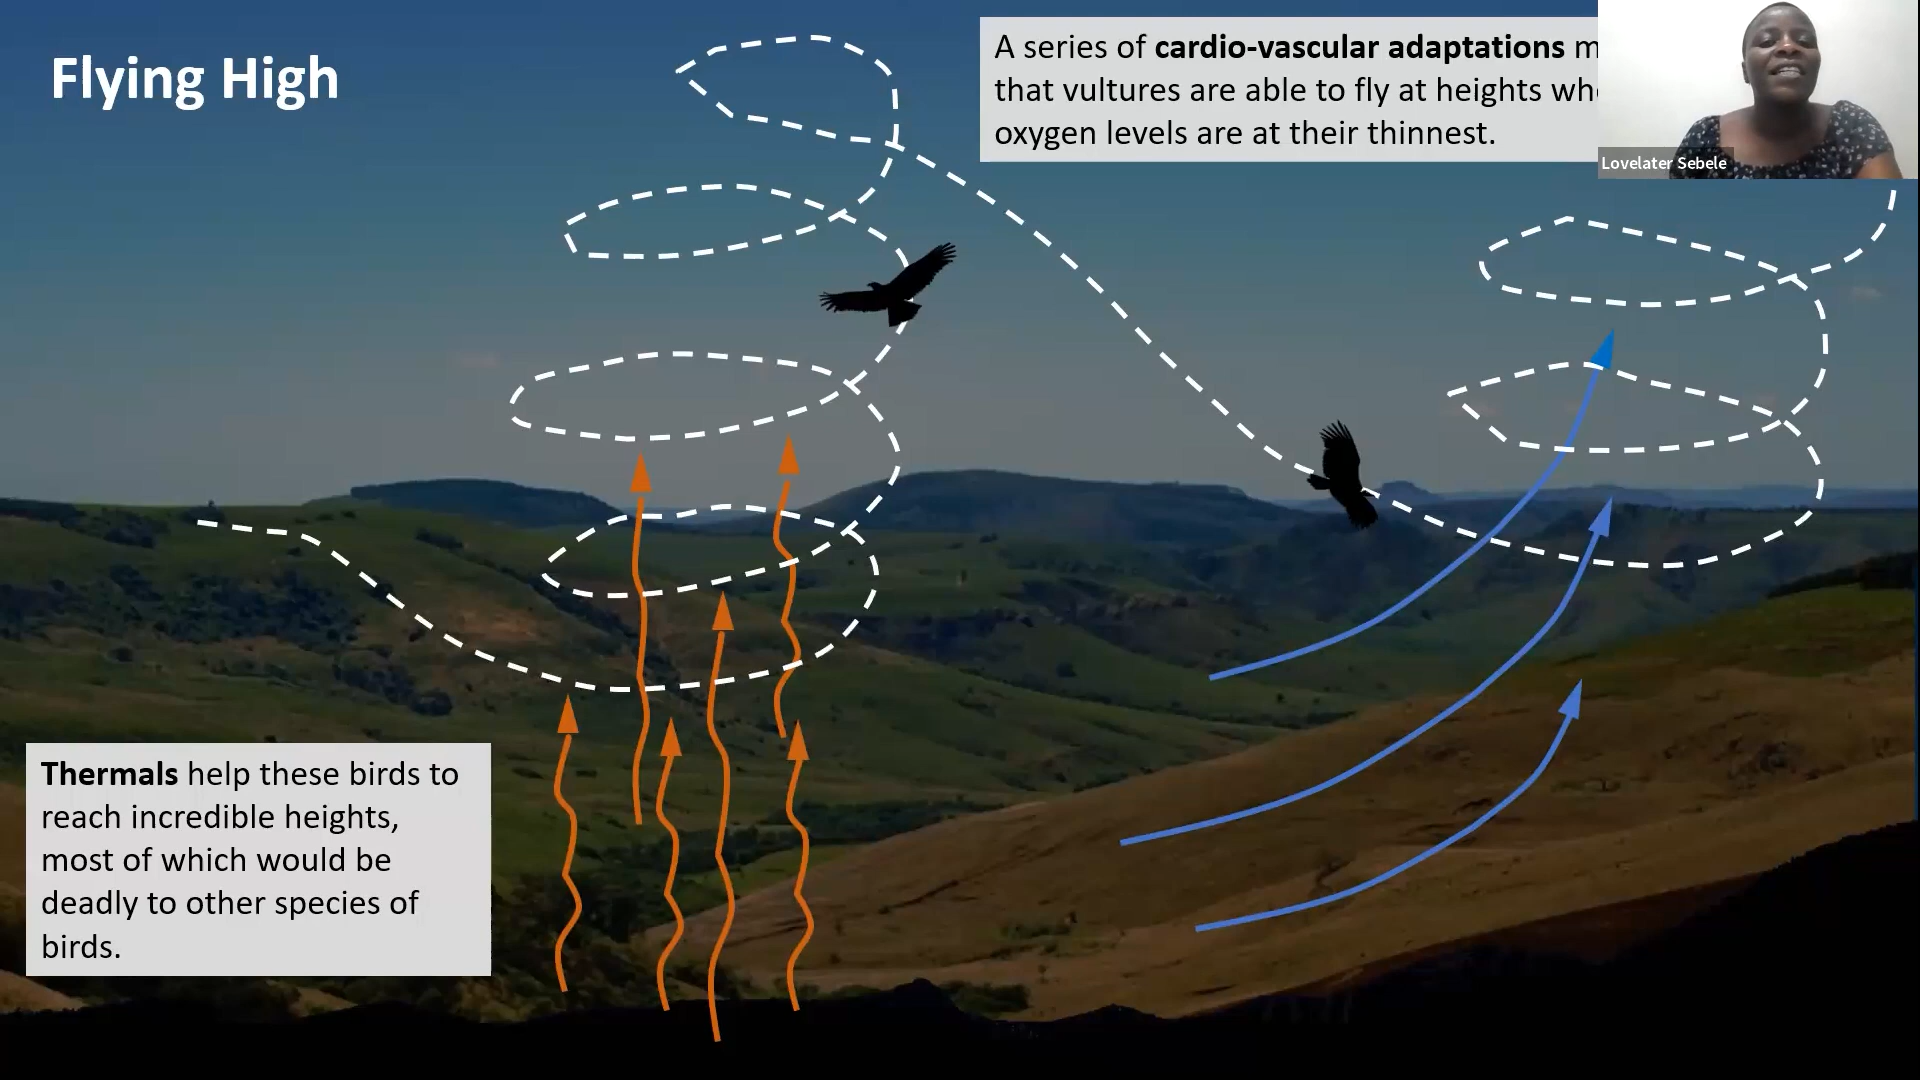 Flying High
A series of cardio-vascular adaptations
that vultures are able to fly at heights
oxygen levels are at their thinnest.
Lovelater Sebele
Thermals help these birds to
reach incredible heights,
most of which would be
deadly to other species of
birds.